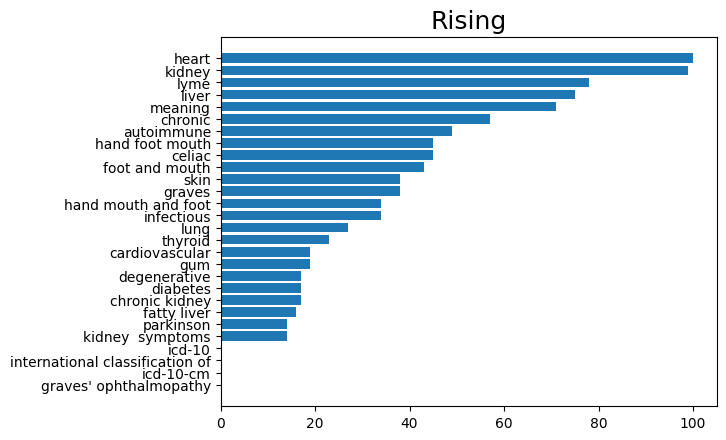 Rising
heart
kidney
lyme
liver
meaning
chronic
autoimmune
hand foot mouth
celiac
foot and mouth
skin
graves
hand mouth and foot
infectious
lung
thyroid
cardiovascular
gum
degenerative
diabetes
chronic kidney
fatty liver
parkinson
kidney  symptoms
icd-10
international classification of
icd-10-cm
graves' ophthalmopathy
0 20 40 60 80 100